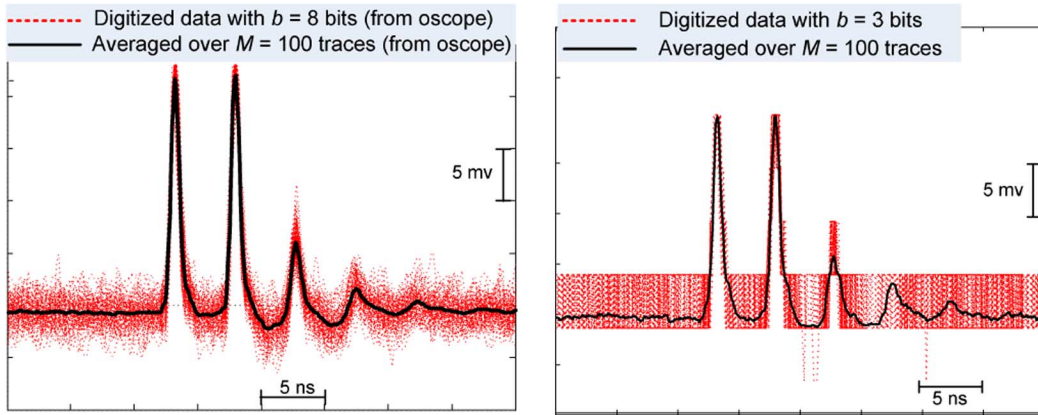 Digitized data with b = 8 bits (from oscope)
Averaged over M = 100 traces (from oscope)
5 mv
5 ns
Digitized data with b = 3 bits
Averaged over M = 100 traces
5 mv
5 ns